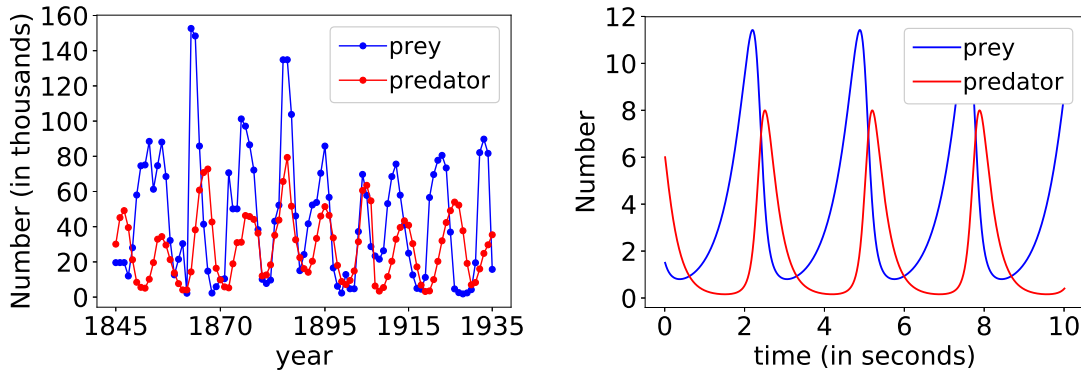 Number (in thousands)
160
140
120
100
80
60
40
20
0
prey
predator
1845 1870 1895 1915 1935
year
Number
12
10
8
6
4
2
0
prey
predator
0 2 4 6 8 10
time (in seconds)